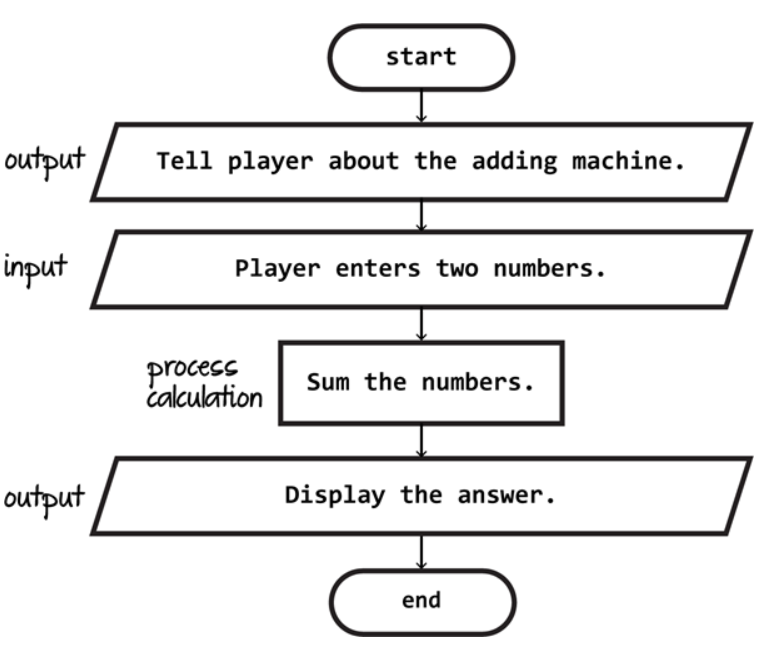 start
output
Tell player about the adding machine.
input
Player enters two numbers.
process
calculation
Sum the numbers.
output
Display the answer.
end